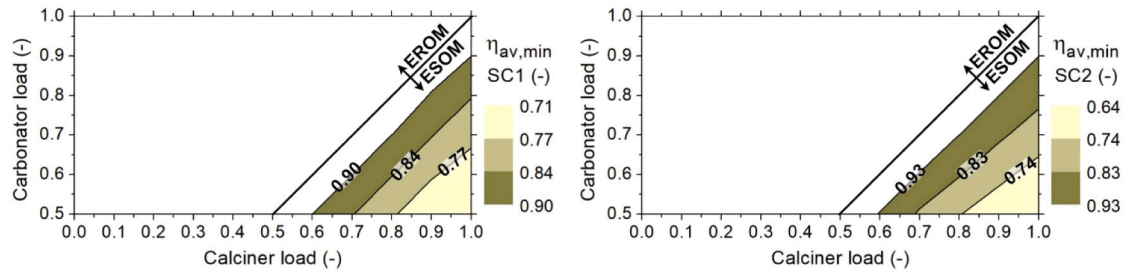 Carbonator load (-)
1.0
0.9
0.8
0.7
0.6
0.5
0.0 0.1 0.2 0.3 0.4 0.5 0.6 0.7 0.8 0.9 1.0
Calciner load (-)
EROM
ESOM
0.90
0.84
0.77
ηav,min
SC1 (-)
0.71
0.77
0.84
0.90
Carbonator load (-)
1.0
0.9
0.8
0.7
0.6
0.5
0.0 0.1 0.2 0.3 0.4 0.5 0.6 0.7 0.8 0.9 1.0
Calciner load (-)
EROM
ESOM
0.93
0.83
0.74
ηav,min
SC2 (-)
0.64
0.74
0.83
0.93